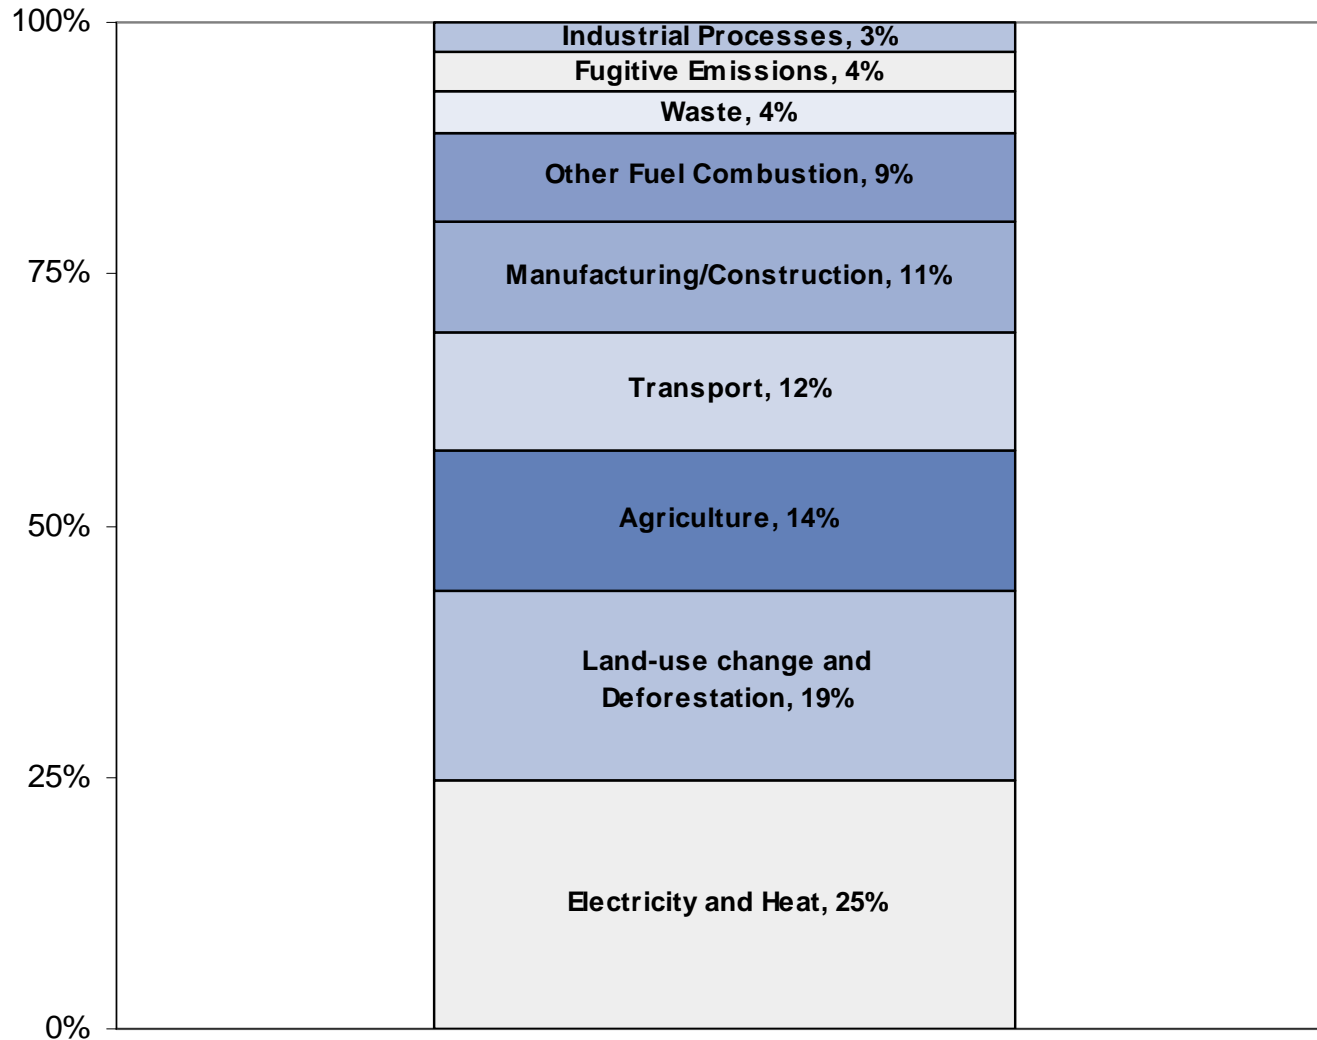 100%
Industrial Processes, 3%
Fugitive Emissions, 4%
Waste, 4%
Other Fuel Combustion, 9%
75%
Manufacturing/Construction, 11%
Transport, 12%
50%
Agriculture, 14%
Land-use change and
Deforestation, 19%
25%
Electricity and Heat, 25%
0%